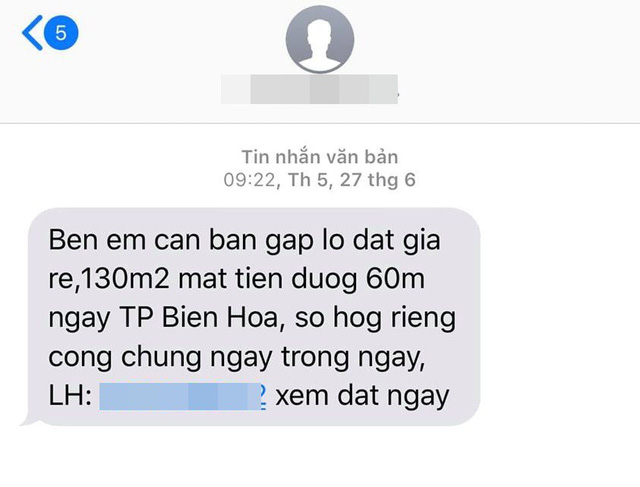 5
Tin nhắn văn bản
09:22, Th 5, 27 thg 6
Ben em can ban gap lo dat gia
re,130m2 mat tien duog 60m
ngay TP Bien Hoa, so hog rieng
cong chung ngay trong ngay,
LH: 2 xem dat ngay